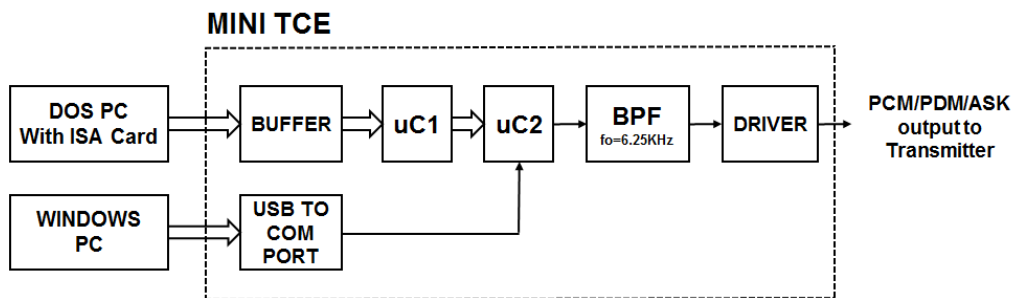 MINI TCE
DOS PC
With ISA Card
BUFFER
uC1
uC2
BPF
fo=6.25KHz
DRIVER
PCM/PDM/ASK
output to
Transmitter
WINDOWS
PC
USB TO
COM
PORT